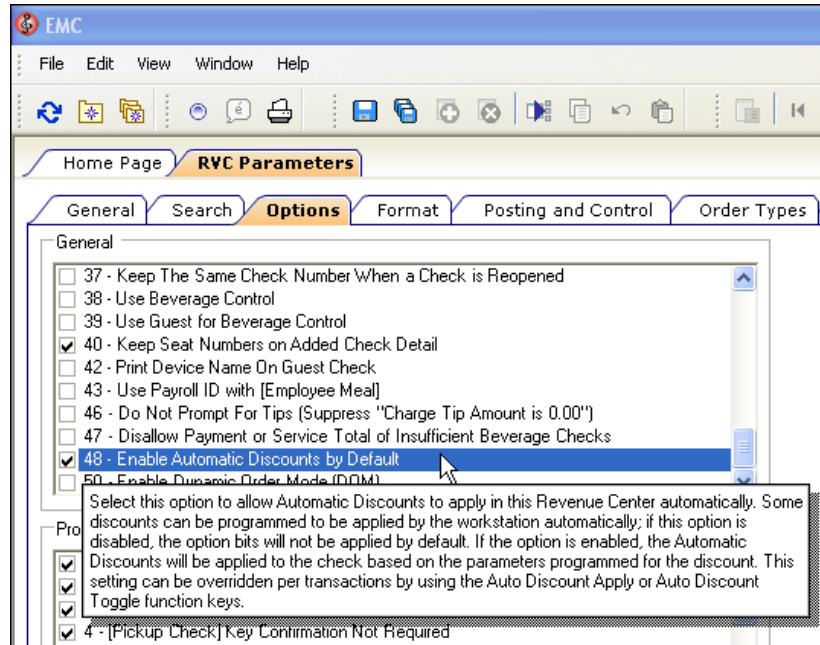 EMC
File Edit View Window Help
Home Page RVC Parameters
General Search Options Format Posting and Control Order Types
General
37 - Keep The Same Check Number When a Check is Reopened
38 - Use Beverage Control
39 - Use Guest for Beverage Control
40 - Keep Seat Numbers on Added Check Detail
42 - Print Device Name On Guest Check
43 - Use Payroll ID with [Employee Meal]
46 - Do Not Prompt For Tips (Suppress "Charge Tip Amount is 0.00")
47 - Disallow Payment or Service Total of Insufficient Beverage Checks
48 - Enable Automatic Discounts by Default
50 - Enable Dynamic Order Mode (DOM)
Select this option to allow Automatic Discounts to apply in this Revenue Center automatically. Some
discounts can be programmed to be applied by the workstation automatically; if this option is
disabled, the option bits will not be applied by default. If the option is enabled, the Automatic
Discounts will be applied to the check based on the parameters programmed for the discount. This
setting can be overridden per transactions by using the Auto Discount Apply or Auto Discount
Toggle function keys.
Pro
4 - [Pickup Check] Key Confirmation Not Required